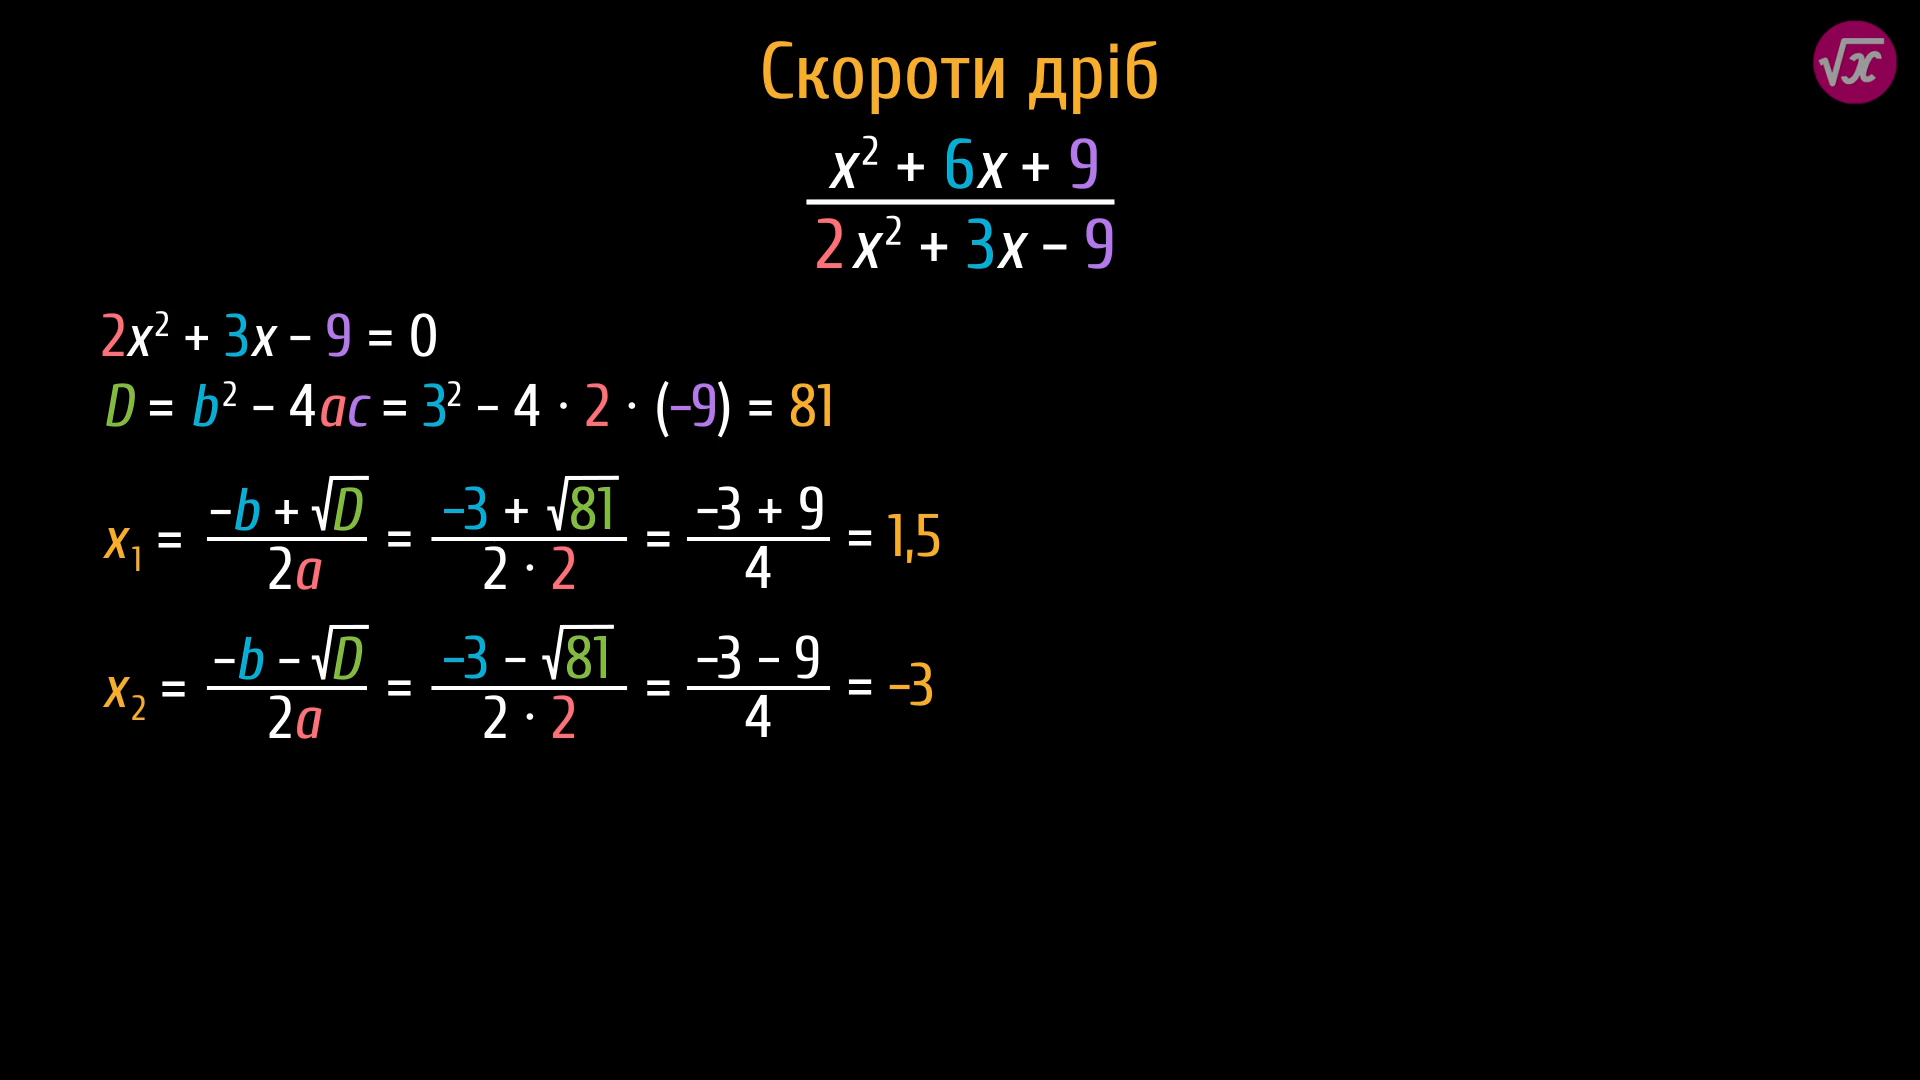 Скороти дріб
x² + 6x + 9
2x² + 3x – 9
2x² + 3x – 9 = 0
D = b² – 4ac = 3² – 4 · 2 · (–9) = 81
x₁ = (–b + √D)/(2a) = (–3 + √81)/(2 · 2) = (–3 + 9)/4 = 1,5
x₂ = (–b – √D)/(2a) = (–3 – √81)/(2 · 2) = (–3 – 9)/4 = –3
√x